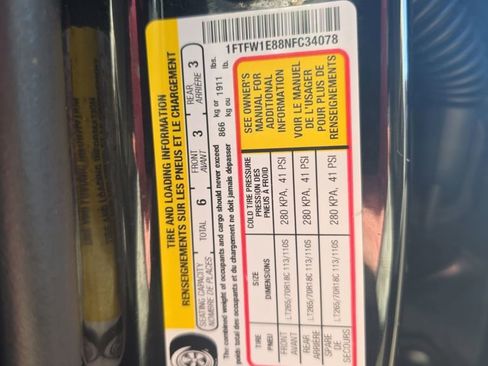 TIRE AND LOADING INFORMATION
RENSEIGNEMENTS SUR LES PNEUS ET LE CHARGEMENT
1FTFW1E88NFC34078
SEATING CAPACITY
NOMBRE DE PLACES
TOTAL 6
FRONT
AVANT 3
REAR
ARRIÈRE 3
The combined weight of occupants and cargo should never exceed
poids total des occupants et du chargement ne doit jamais dépasser
866 kg or 1911 lbs.
kg ou lb.
TIRE
PNEU
SIZE
DIMENSIONS
COLD TIRE PRESSURE
PRESSION DES
PNEUS À FROID
SEE OWNER'S
MANUAL FOR
ADDITIONAL
INFORMATION
VOIR LE MANUEL
DE L'USAGER
POUR PLUS DE
RENSEIGNEMENTS
FRONT
AVANT
LT265/70R18C 113/110S
280 KPA, 41 PSI
REAR
ARRIÈRE
LT265/70R18C 113/110S
280 KPA, 41 PSI
SPARE
DE
SECOURS
LT265/70R18C 113/110S
280 KPA, 41 PSI